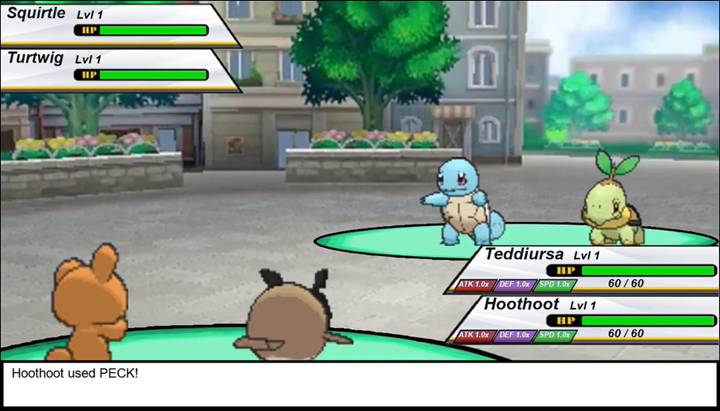 Squirtle Lvl 1
HP
Turtwig Lvl 1
HP
Teddiursa Lvl 1
HP
ATK 1.0x DEF 1.0x SPD 1.0x 60 / 60
Hoothoot Lvl 1
HP
ATK 1.0x DEF 1.0x SPD 1.0x 60 / 60
Hoothoot used PECK!